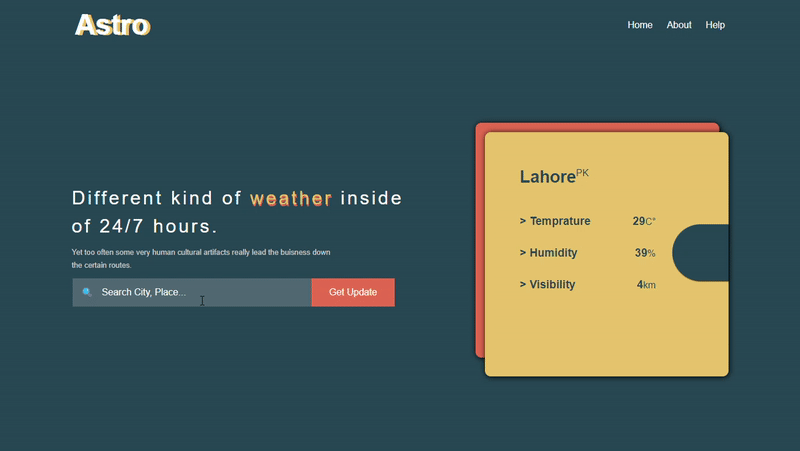 Astro
Home About Help
Different kind of weather inside
of 24/7 hours.
Yet too often some very human cultural artifacts really lead the buisness down
the certain routes.
Search City, Place...
Get Update
LahorePK
> Temprature 29C°
> Humidity 39%
> Visibility 4km